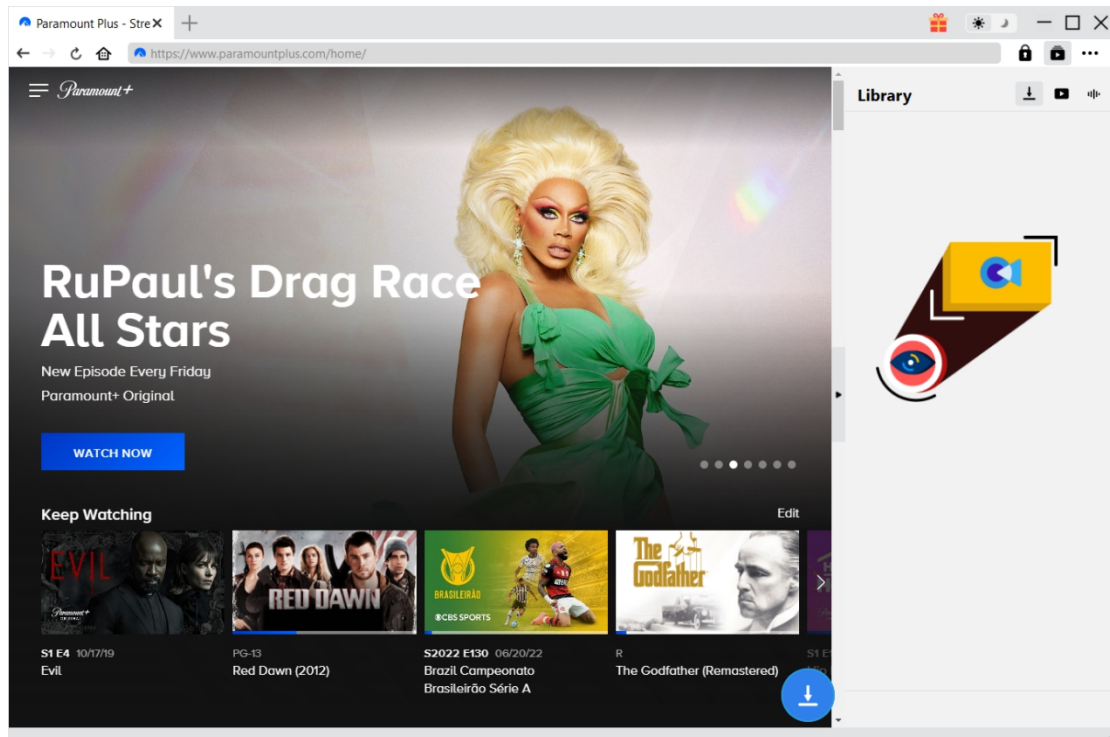 Paramount Plus - Stre
https://www.paramountplus.com/home/
Paramount+
Library
RuPaul's Drag Race
All Stars
New Episode Every Friday
Paramount+ Original
WATCH NOW
Keep Watching
Edit
EVIL
Paramount+
ORIGINAL
RED DAWN
BRASILEIRÃO
CBS SPORTS
The
Godfather
S1 E4 10/17/19
Evil
PG-13
Red Dawn (2012)
S2022 E130 06/20/22
Brazil Campeonato
Brasileirão Série A
R
The Godfather (Remastered)